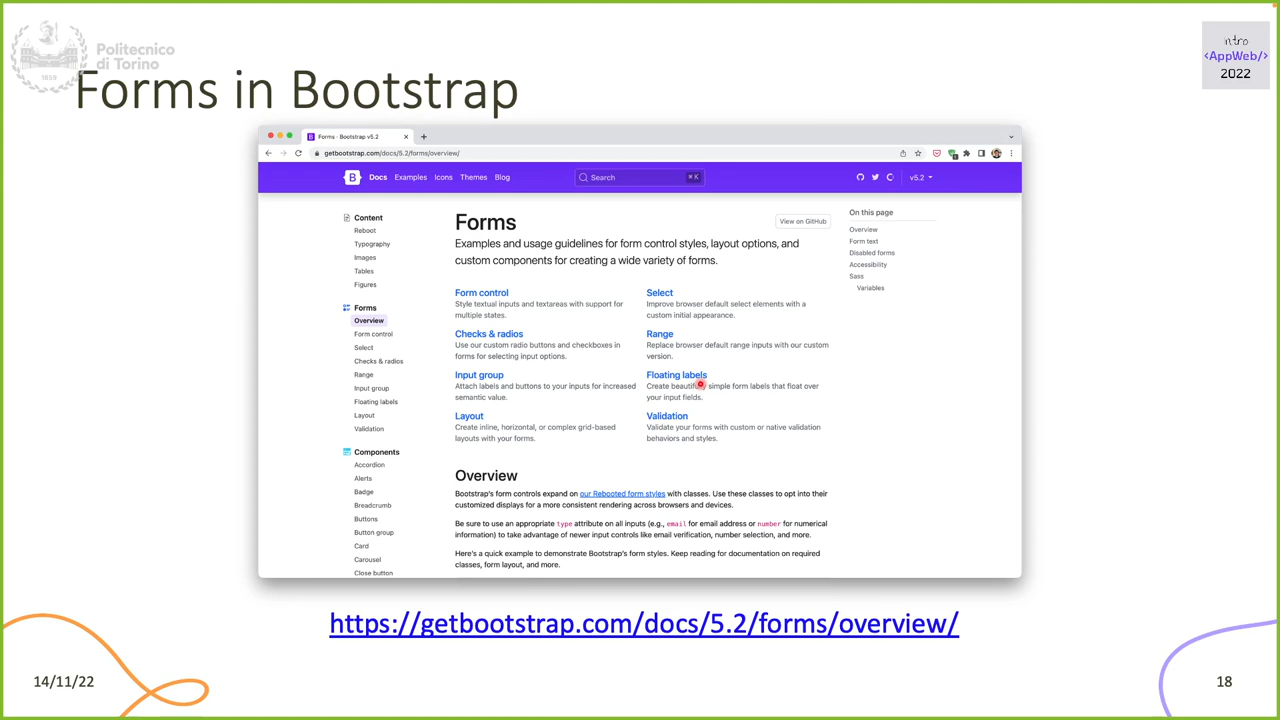 Politecnico
di Torino
1859
Forms in Bootstrap
intro
<AppWeb/>
2022
Forms · Bootstrap v5.2
getbootstrap.com/docs/5.2/forms/overview/
B
Docs Examples Icons Themes Blog
Search ⌘ K
v5.2
Content
Reboot
Typography
Images
Tables
Figures
Forms
Overview
Form control
Select
Checks & radios
Range
Input group
Floating labels
Layout
Validation
Components
Accordion
Alerts
Badge
Breadcrumb
Buttons
Button group
Card
Carousel
Close button
Forms
View on GitHub
Examples and usage guidelines for form control styles, layout options, and
custom components for creating a wide variety of forms.
Form control
Style textual inputs and textareas with support for
multiple states.
Select
Improve browser default select elements with a
custom initial appearance.
Checks & radios
Use our custom radio buttons and checkboxes in
forms for selecting input options.
Range
Replace browser default range inputs with our custom
version.
Input group
Attach labels and buttons to your inputs for increased
semantic value.
Floating labels
Create beautifully simple form labels that float over
your input fields.
Layout
Create inline, horizontal, or complex grid-based
layouts with your forms.
Validation
Validate your forms with custom or native validation
behaviors and styles.
Overview
Bootstrap's form controls expand on our Rebooted form styles with classes. Use these classes to opt into their
customized displays for a more consistent rendering across browsers and devices.
Be sure to use an appropriate type attribute on all inputs (e.g., email for email address or number for numerical
information) to take advantage of newer input controls like email verification, number selection, and more.
Here's a quick example to demonstrate Bootstrap's form styles. Keep reading for documentation on required
classes, form layout, and more.
On this page
Overview
Form text
Disabled forms
Accessibility
Sass
Variables
https://getbootstrap.com/docs/5.2/forms/overview/
14/11/22
18